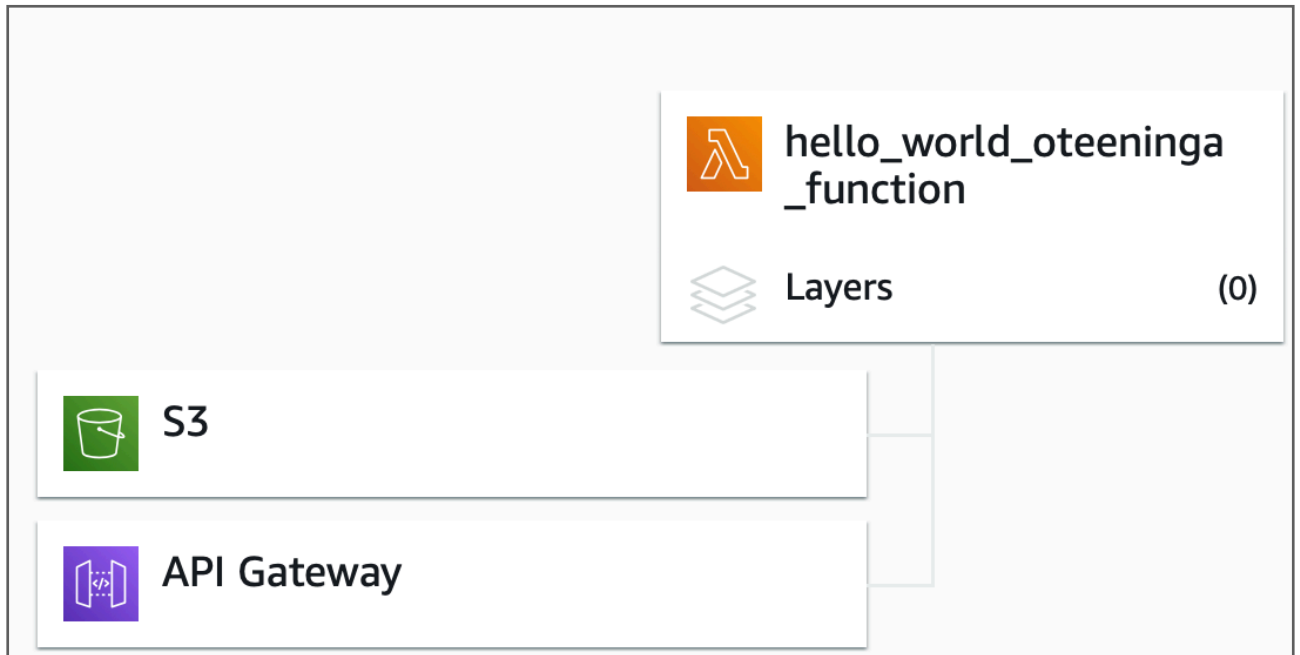 hello_world_oteeninga
_function
Layers (0)
S3
API Gateway